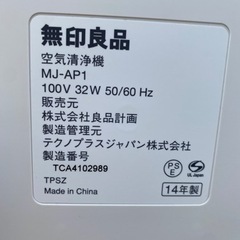 無印良品
空気清浄機
MJ-AP1
100V 32W 50/60 Hz
販売元
株式会社良品計画
製造管理元
テクノプラスジャパン株式会社
製造番号
TCA4102989
TPSZ
Made in China
PS
E
UL Japan
14年製